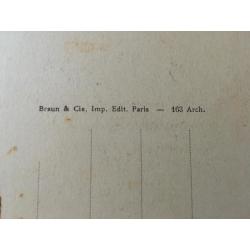 Braun & Cie, Imp. Edit. Paris — 163 Arch.